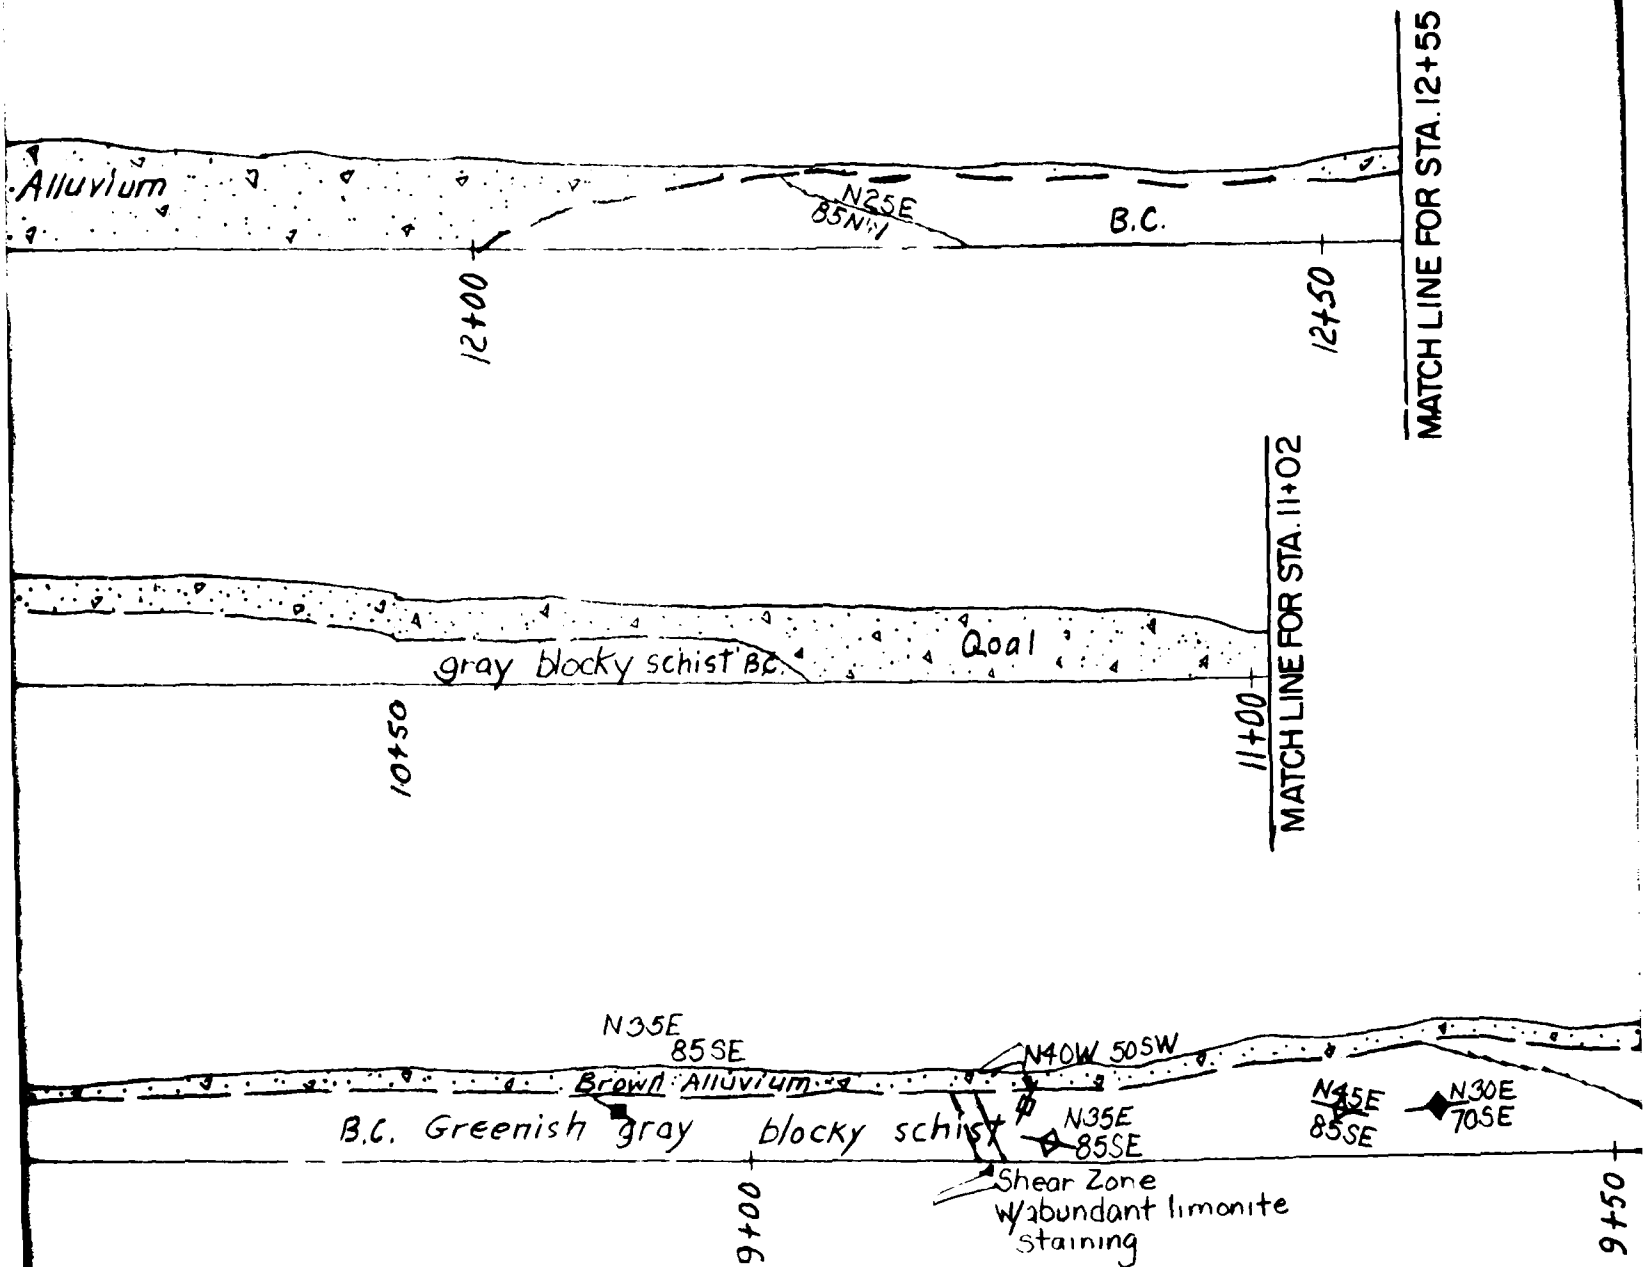 Alluvium
N25E
85NW
B.C.
12+00
12+50
MATCH LINE FOR STA. 12+55
gray blocky schist B.C.
Qoal
10+50
11+00
MATCH LINE FOR STA. 11+02
N35E
85SE
Brown Alluvium
N40W 50SW
B.C. Greenish gray blocky schist
N35E
85SE
N45E
85SE
N30E
70SE
Shear Zone
W/abundant limonite
staining
9+00
9+50